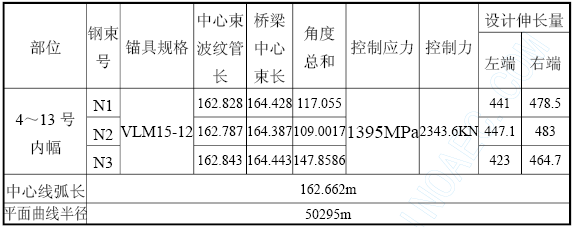 部位 钢束号 锚具规格 中心束波纹管长 桥梁中心束长 角度总和 控制应力 控制力 设计伸长量
左端 右端
4～13号内幅 VLM15-12 1395MPa 2343.6KN
N1 162.828 164.428 117.055 441 478.5
N2 162.787 164.387 109.0017 447.1 483
N3 162.843 164.443 147.8586 423 464.7
中心线弧长 162.662m
平面曲线半径 50295m